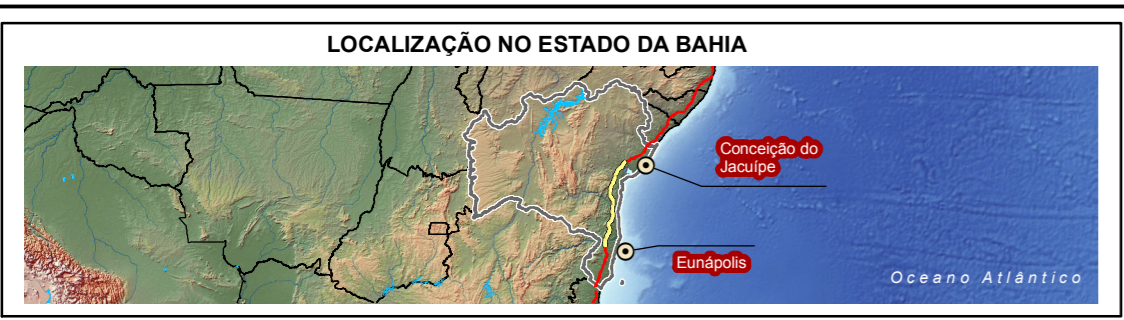 LOCALIZAÇÃO NO ESTADO DA BAHIA
Conceição do
Jacuípe
Eunápolis
Oceano Atlântico